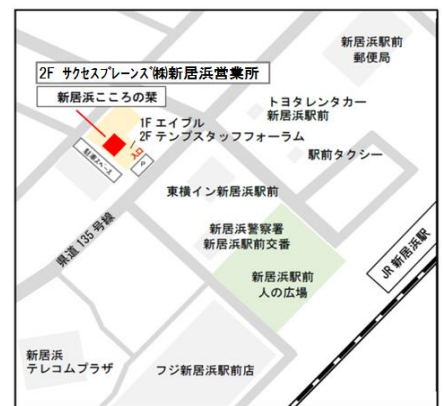 新居浜駅前
郵便局
2F サクセスプレーンズ㈱新居浜営業所
新居浜こころの栞
1F エイブル
2F テンプスタッフフォーラム
トヨタレンタカー
新居浜駅前
駐車スペース
入口
駅前タクシー
東横イン新居浜駅前
県道135号線
新居浜警察署
新居浜駅前交番
JR 新居浜駅
新居浜駅前
人の広場
新居浜
テレコムプラザ
フジ新居浜駅前店